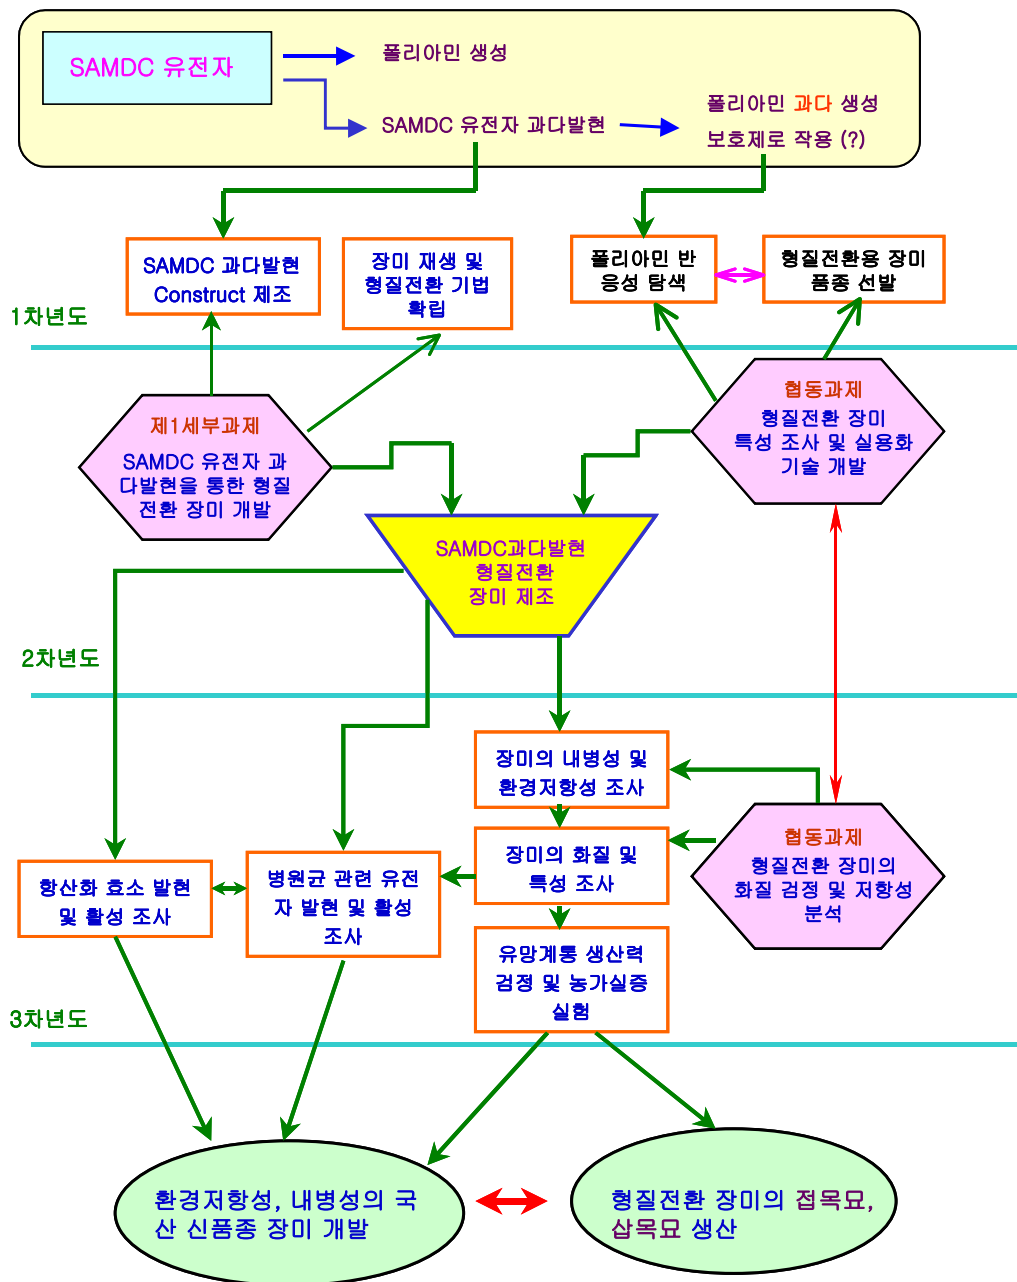 SAMDC 유전자
폴리아민 생성
SAMDC 유전자 과다발현
폴리아민 과다 생성
보호제로 작용 (?)
SAMDC 과다발현
Construct 제조
장미 재생 및
형질전환 기법
확립
폴리아민 반
응성 탐색
형질전환용 장미
품종 선발
1차년도
제1세부과제
SAMDC 유전자 과
다발현을 통한 형질
전환 장미 개발
협동과제
형질전환 장미
특성 조사 및 실용화
기술 개발
SAMDC과다발현
형질전환
장미 제조
2차년도
장미의 내병성 및
환경저항성 조사
장미의 화질 및
특성 조사
협동과제
형질전환 장미의
화질 검정 및 저항성
분석
항산화 효소 발현
및 활성 조사
병원균 관련 유전
자 발현 및 활성
조사
유망계통 생산력
검정 및 농가실증
실험
3차년도
환경저항성, 내병성의 국
산 신품종 장미 개발
형질전환 장미의 접목묘,
삽목묘 생산